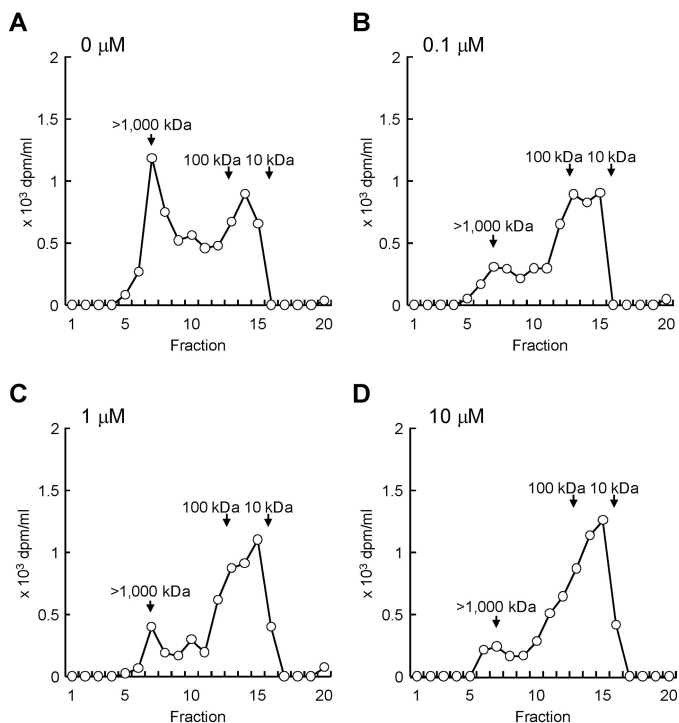 A
0 μM
2
1.5
1
0.5
0
x 10³ dpm/ml
>1,000 kDa
100 kDa 10 kDa
1 5 10 15 20
Fraction
B
0.1 μM
2
1.5
1
0.5
0
x 10³ dpm/ml
>1,000 kDa
100 kDa 10 kDa
1 5 10 15 20
Fraction
C
1 μM
2
1.5
1
0.5
0
x 10³ dpm/ml
>1,000 kDa
100 kDa 10 kDa
1 5 10 15 20
Fraction
D
10 μM
2
1.5
1
0.5
0
x 10³ dpm/ml
>1,000 kDa
100 kDa 10 kDa
1 5 10 15 20
Fraction